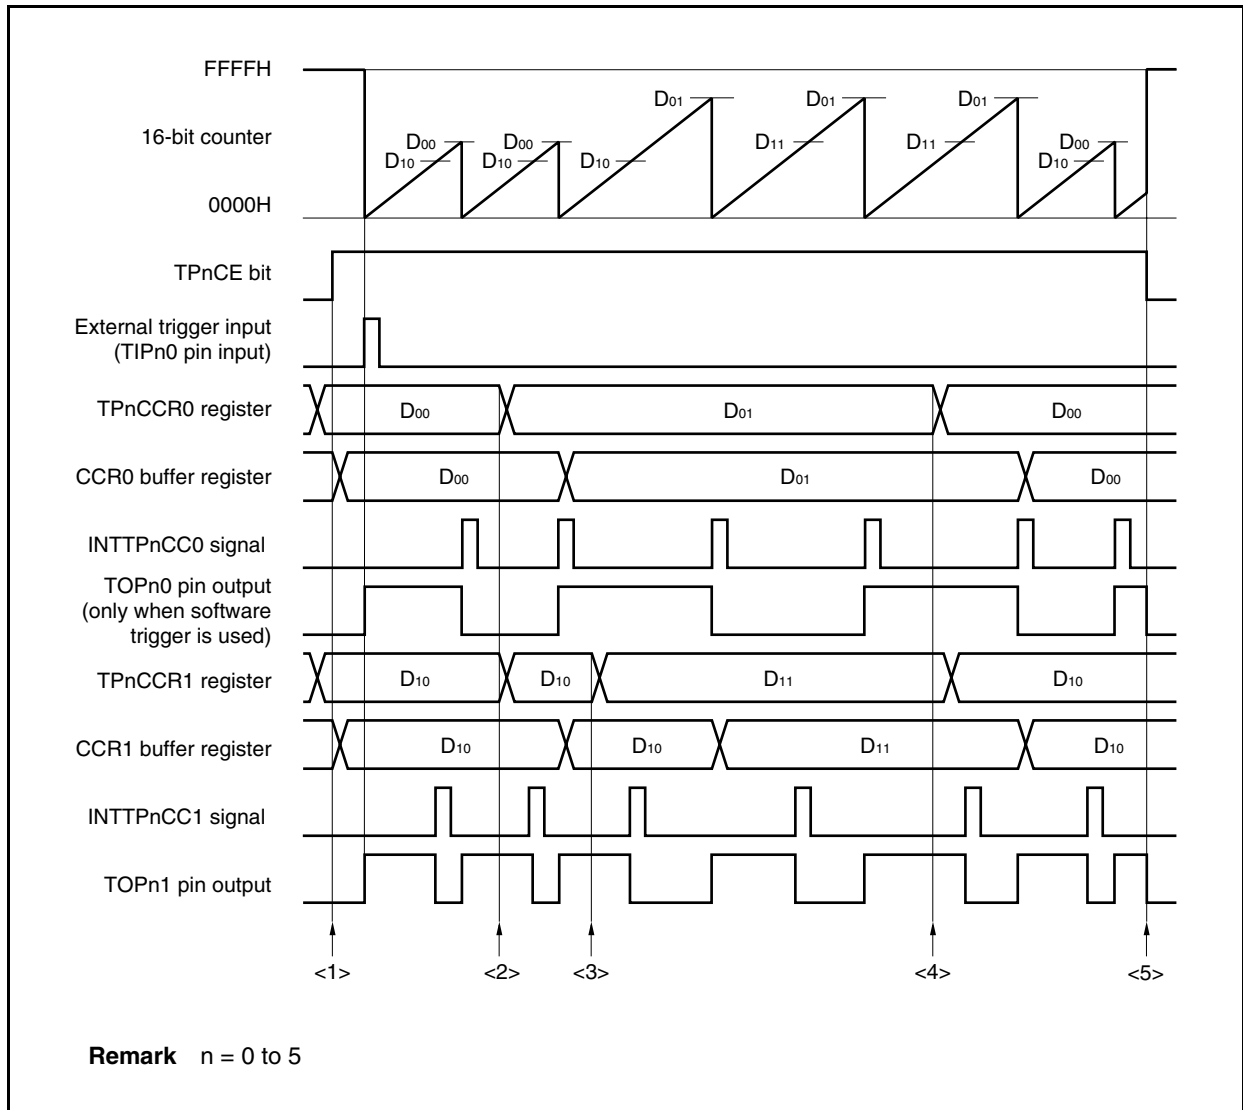 FFFFH
D01 D01 D01
16-bit counter
D00 D00 D11 D11 D00
D10 D10 D10 D10
0000H
TPnCE bit
External trigger input
(TIPn0 pin input)
TPnCCR0 register D00 D01 D00
CCR0 buffer register D00 D01 D00
INTTPnCC0 signal
TOPn0 pin output
(only when software
trigger is used)
TPnCCR1 register D10 D10 D11 D10
CCR1 buffer register D10 D10 D11 D10
INTTPnCC1 signal
TOPn1 pin output
<1> <2> <3> <4> <5>
Remark n = 0 to 5